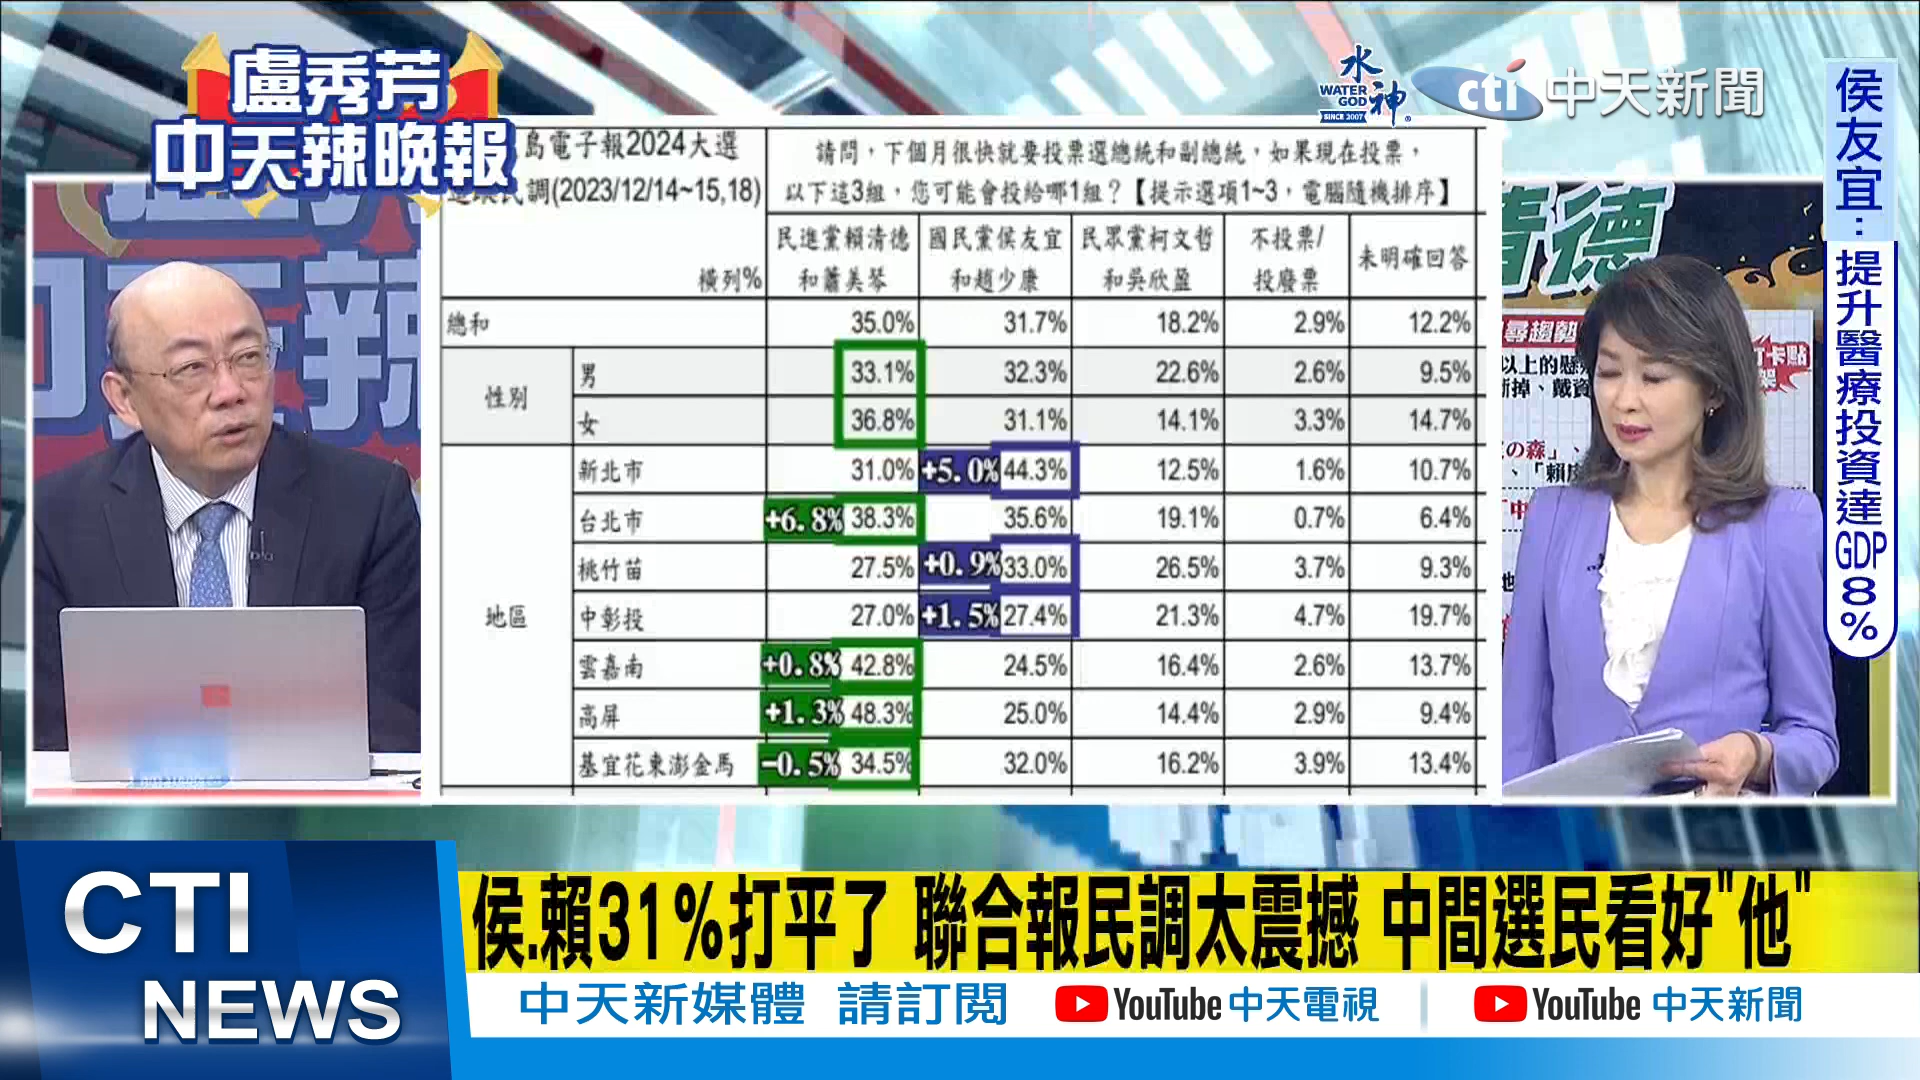 盧秀芳
中天辣晚報
水神
WATER
GOD
SINCE 2007
cti 中天新聞
侯友宜：提升醫療投資達GDP8%
島電子報2024大選
民調(2023/12/14~15,18)
橫列%
請問，下個月很快就要投票選總統和副總統，如果現在投票，
以下這3組，您可能會投給哪1組？【提示選項1~3，電腦隨機排序】
民進黨賴清德
和蕭美琴
國民黨侯友宜
和趙少康
民眾黨柯文哲
和吳欣盈
不投票/
投廢票
未明確回答
總和 35.0% 31.7% 18.2% 2.9% 12.2%
性別
男 33.1% 32.3% 22.6% 2.6% 9.5%
女 36.8% 31.1% 14.1% 3.3% 14.7%
地區
新北市 31.0% +5.0% 44.3% 12.5% 1.6% 10.7%
台北市 +6.8% 38.3% 35.6% 19.1% 0.7% 6.4%
桃竹苗 27.5% +0.9% 33.0% 26.5% 3.7% 9.3%
中彰投 27.0% +1.5% 27.4% 21.3% 4.7% 19.7%
雲嘉南 +0.8% 42.8% 24.5% 16.4% 2.6% 13.7%
高屏 +1.3% 48.3% 25.0% 14.4% 2.9% 9.4%
基宜花東澎金馬 -0.5% 34.5% 32.0% 16.2% 3.9% 13.4%
清德
尋趨勢
打卡點
以上的懸
の森」、
CTI
NEWS
侯.賴31%打平了 聯合報民調太震撼 中間選民看好"他"
中天新媒體 請訂閱 YouTube 中天電視 | YouTube 中天新聞